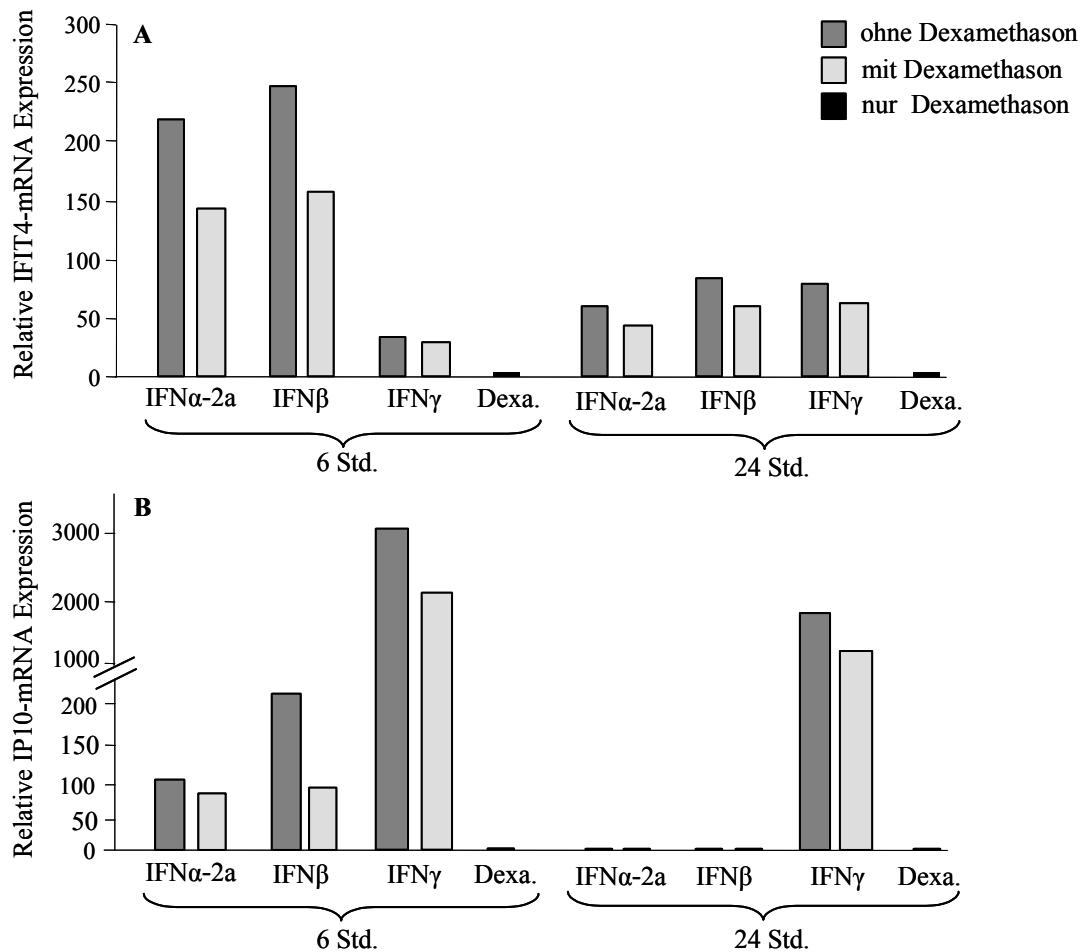 A
ohne Dexamethason
mit Dexamethason
nur Dexamethason
Relative IFIT4-mRNA Expression
300
250
200
150
100
50
0
IFNα-2a IFNβ IFNγ Dexa. IFNα-2a IFNβ IFNγ Dexa.
6 Std. 24 Std.
B
Relative IP10-mRNA Expression
3000
2000
1000
200
150
100
50
0
IFNα-2a IFNβ IFNγ Dexa. IFNα-2a IFNβ IFNγ Dexa.
6 Std. 24 Std.